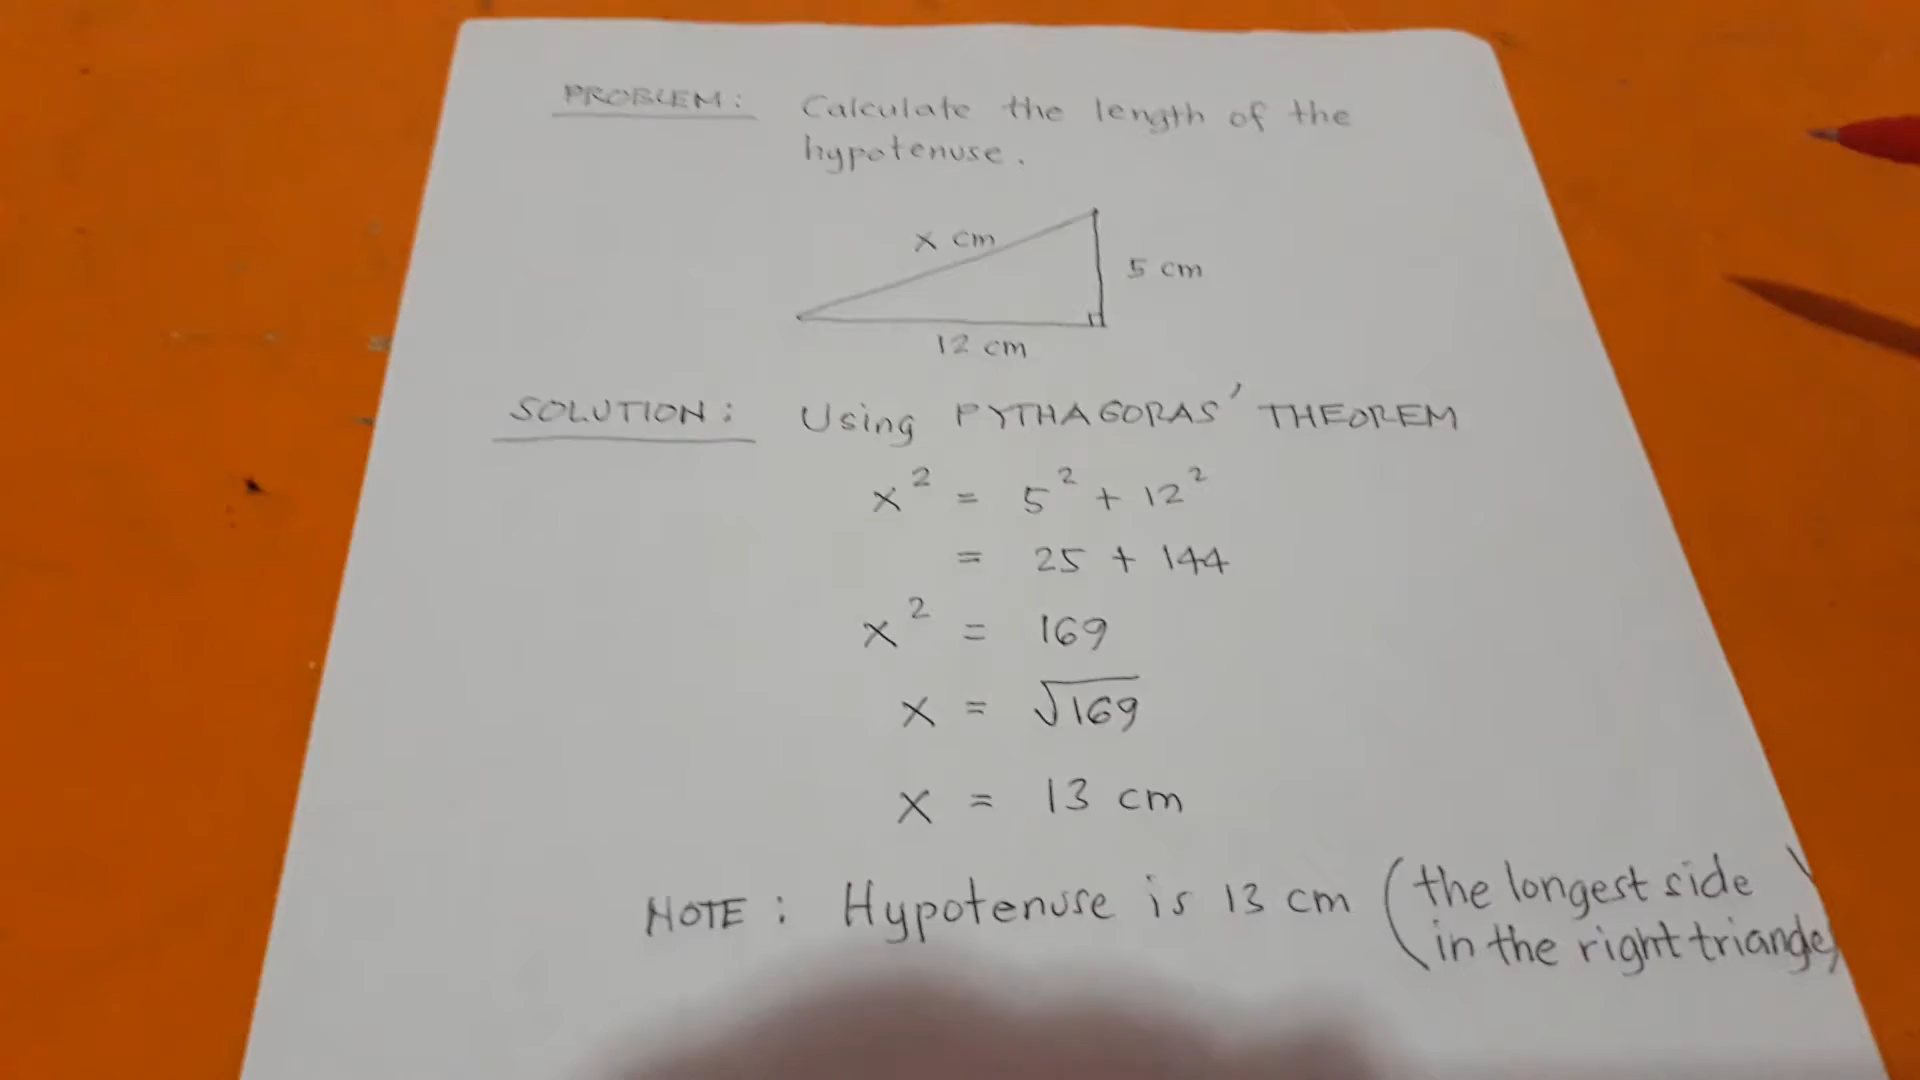 PROBLEM: Calculate the length of the
hypotenuse.
x cm
5 cm
12 cm
SOLUTION: Using PYTHAGORAS' THEOREM
x² = 5² + 12²
= 25 + 144
x² = 169
x = √169
x = 13 cm
NOTE: Hypotenuse is 13 cm (the longest side
in the right triangle)